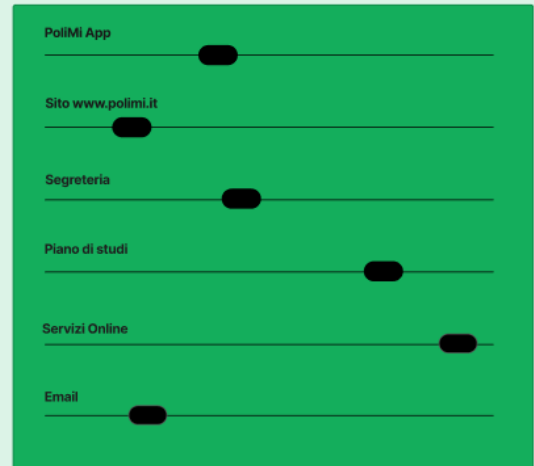 PoliMi App
Sito www.polimi.it
Segreteria
Piano di studi
Servizi Online
Email